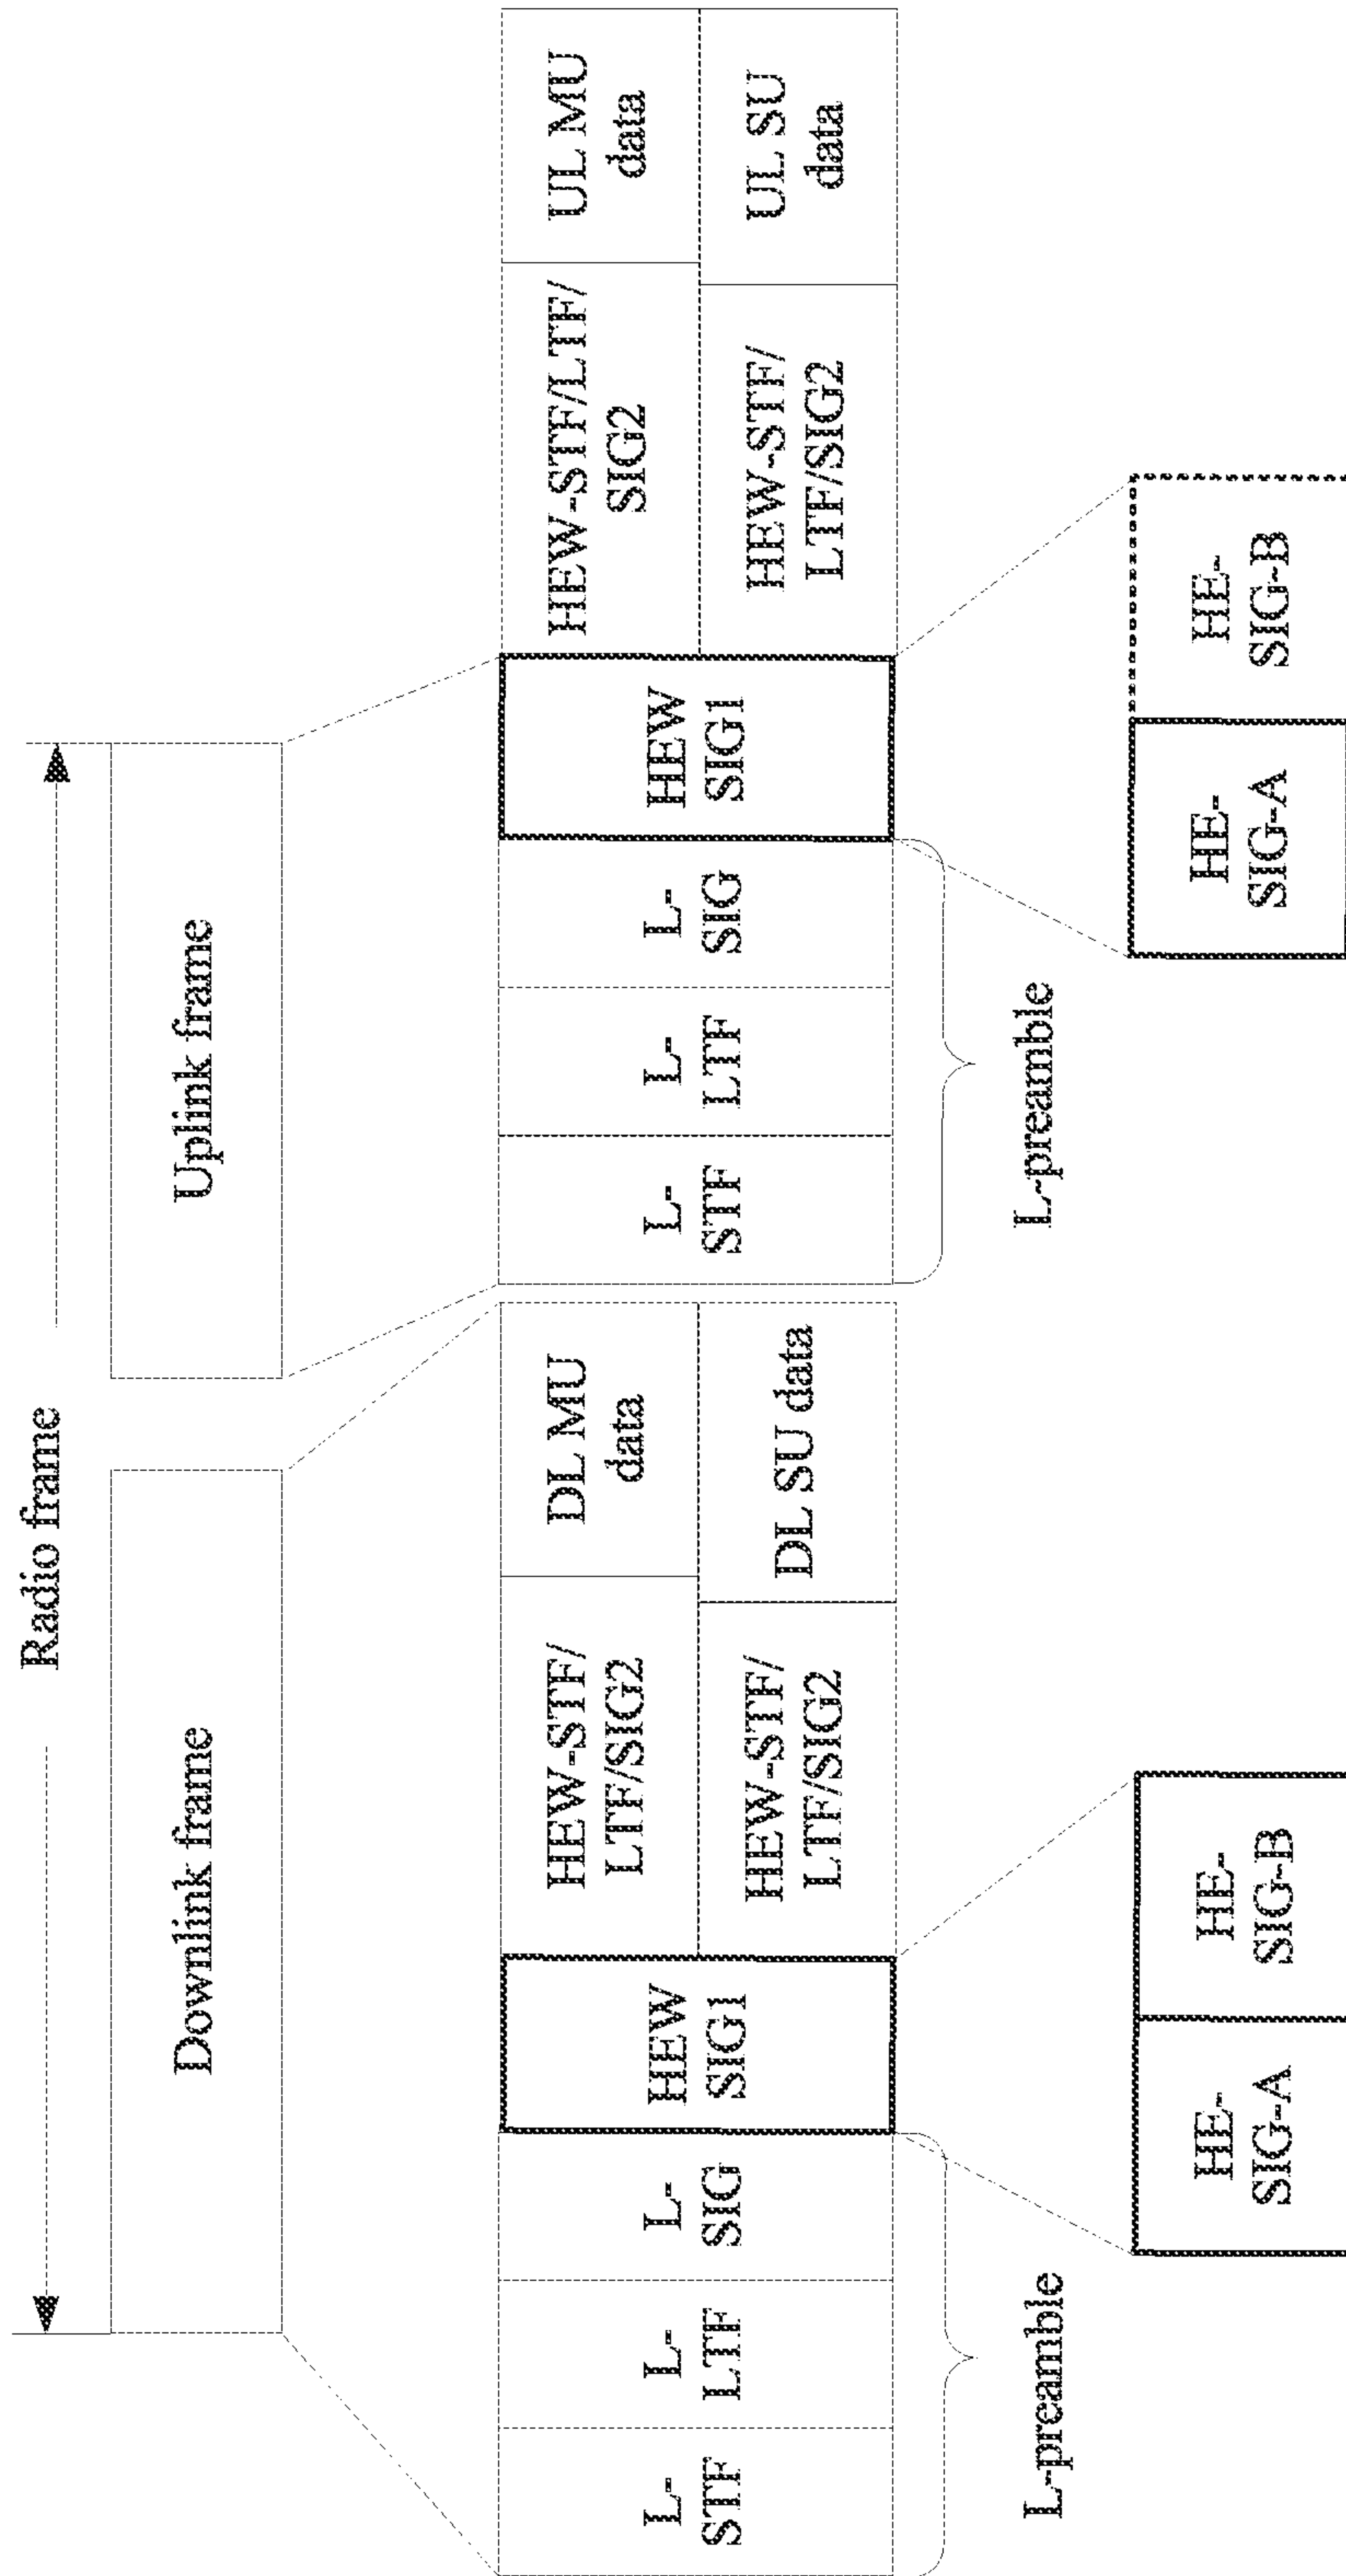 Radio frame
Downlink frame
Uplink frame
L-
STF
L-
LTF
L-
SIG
HEW
SIG1
HEW-STF/
LTF/SIG2
DL MU
data
HEW-STF/
LTF/SIG2
DL SU data
L-
STF
L-
LTF
L-
SIG
HEW
SIG1
HEW-STF/LTF/
SIG2
UL MU
data
HEW-STF/
LTF/SIG2
UL SU
data
L-preamble
L-preamble
HE-
SIG-A
HE-
SIG-B
HE-
SIG-A
HE-
SIG-B